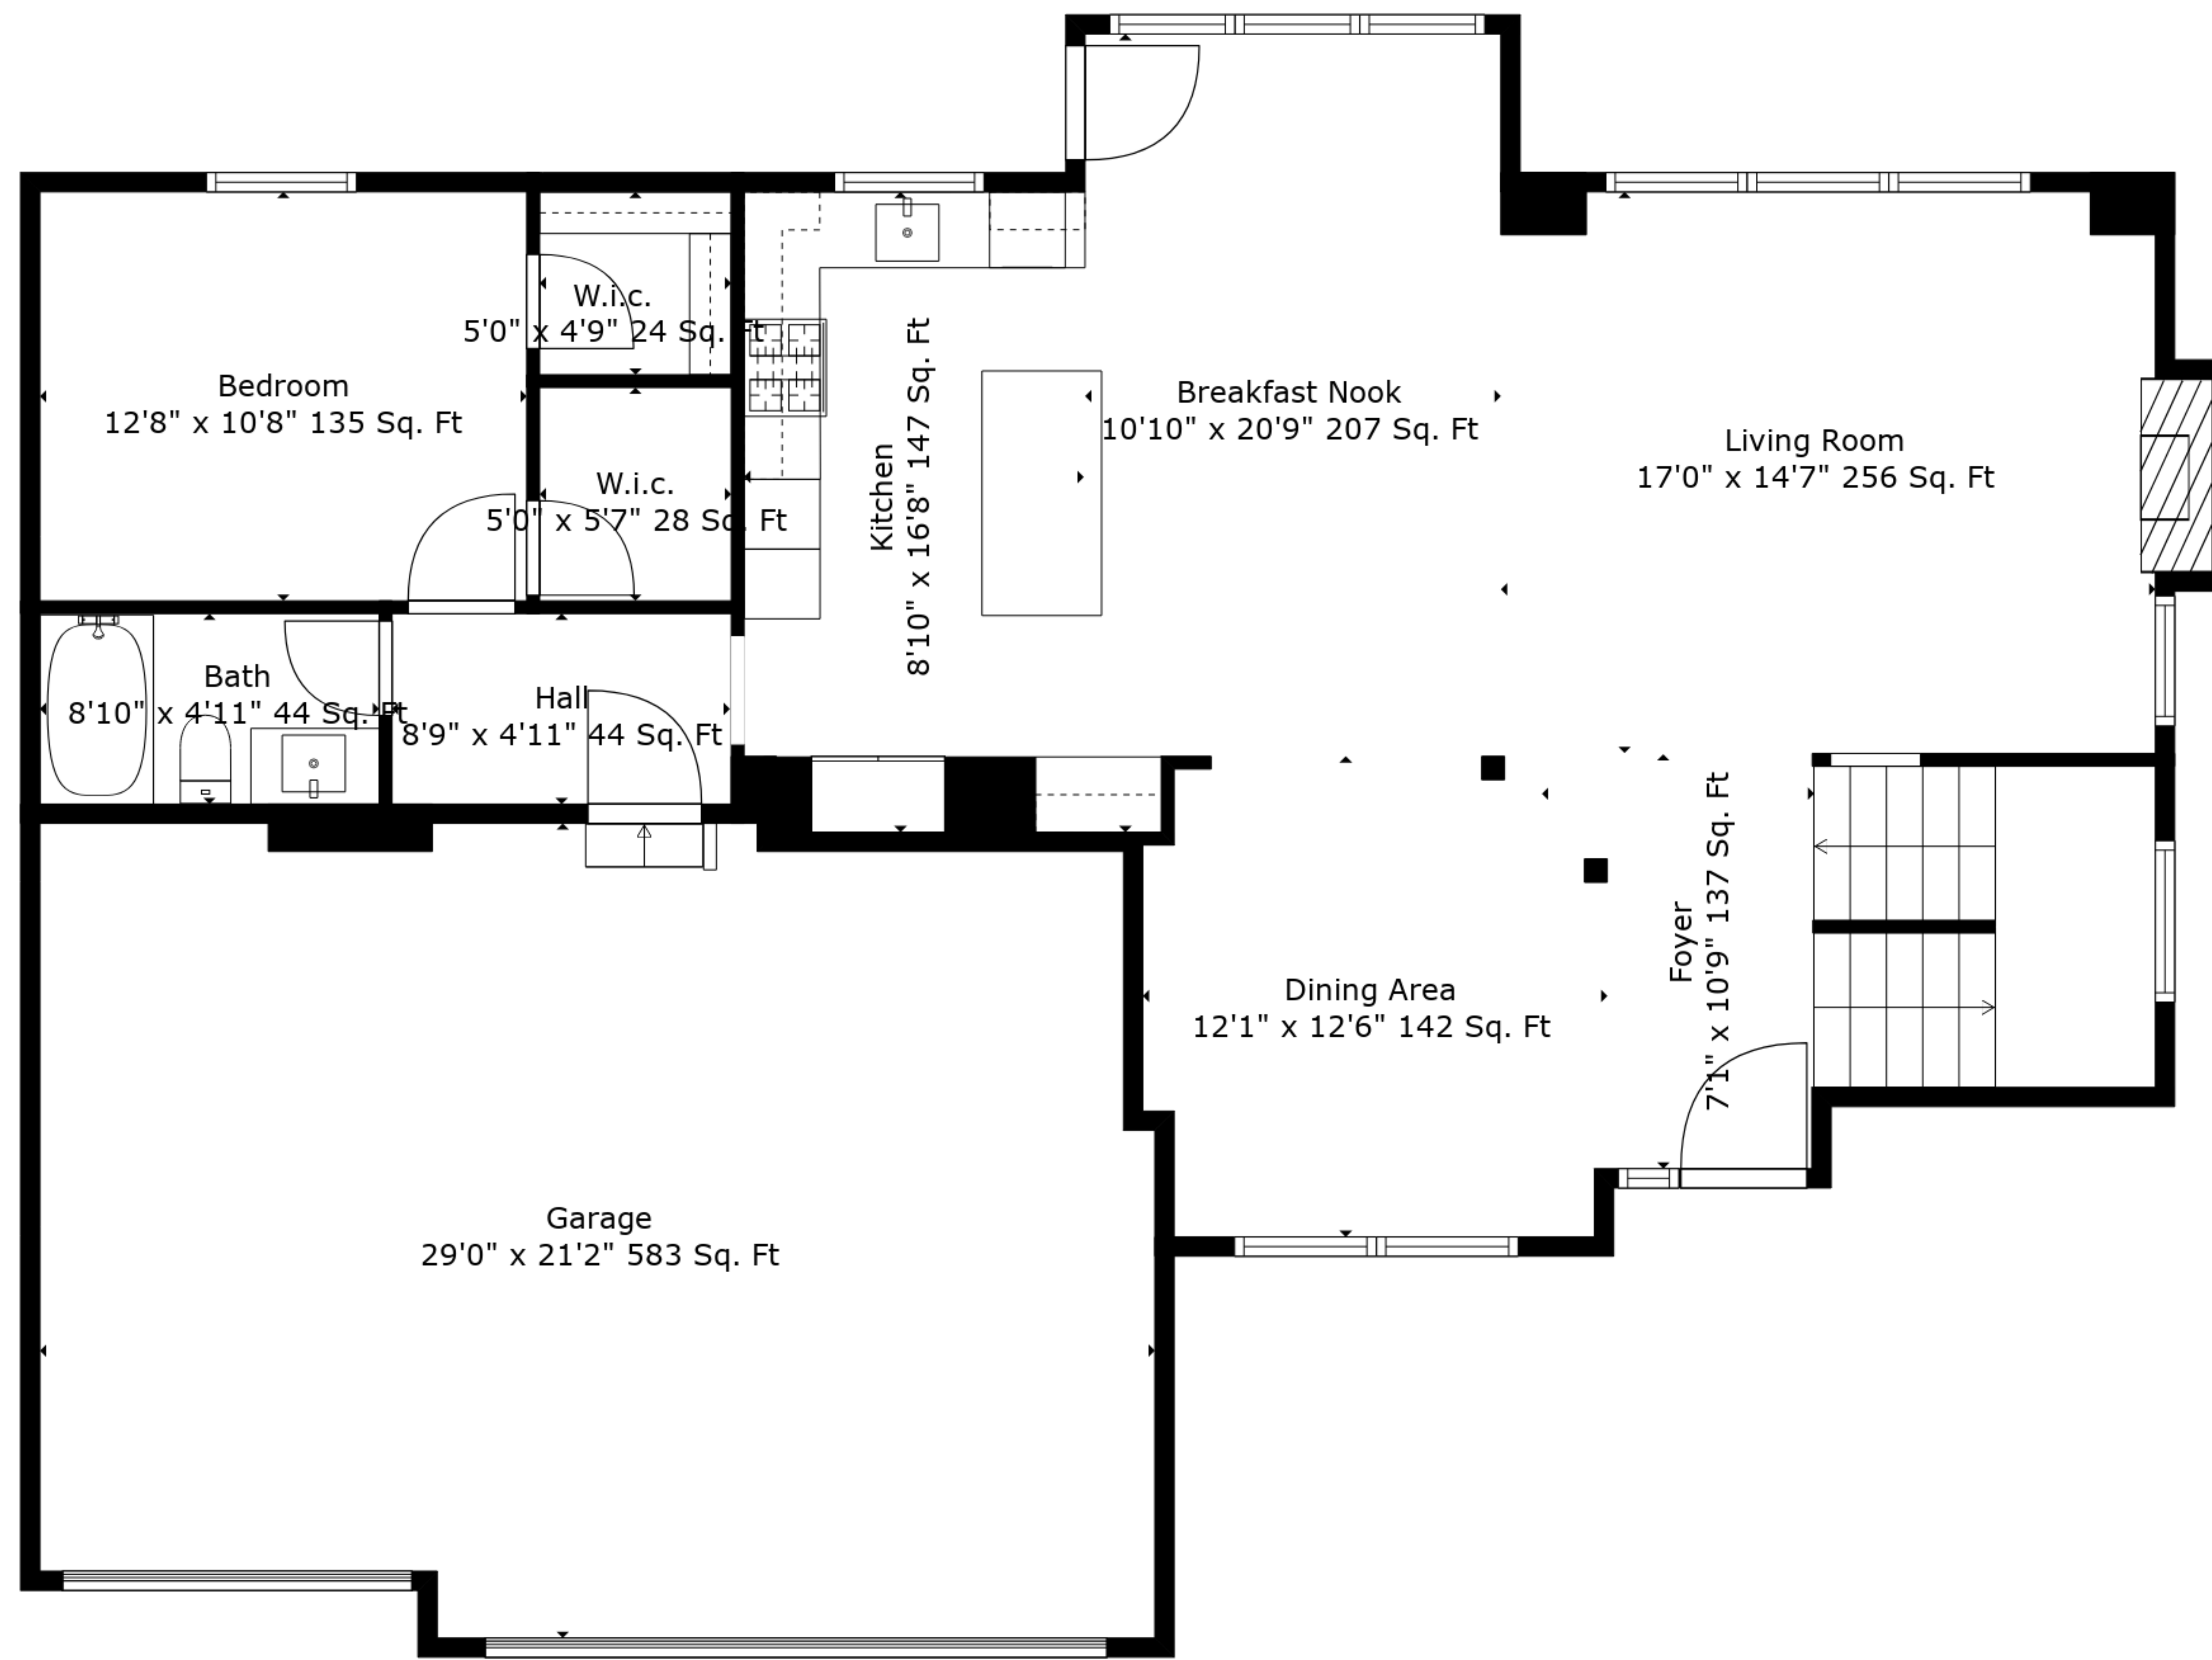 W.i.c.
5'0" x 4'9" 24 Sq. Ft
Bedroom
12'8" x 10'8" 135 Sq. Ft
Breakfast Nook
10'10" x 20'9" 207 Sq. Ft
Living Room
17'0" x 14'7" 256 Sq. Ft
W.i.c.
5'0" x 5'7" 28 Sq. Ft
Kitchen
8'10" x 16'8" 147 Sq. Ft
Bath
8'10" x 4'11" 44 Sq. Ft
Hall
8'9" x 4'11" 44 Sq. Ft
Foyer
7'1" x 10'9" 137 Sq. Ft
Dining Area
12'1" x 12'6" 142 Sq. Ft
Garage
29'0" x 21'2" 583 Sq. Ft